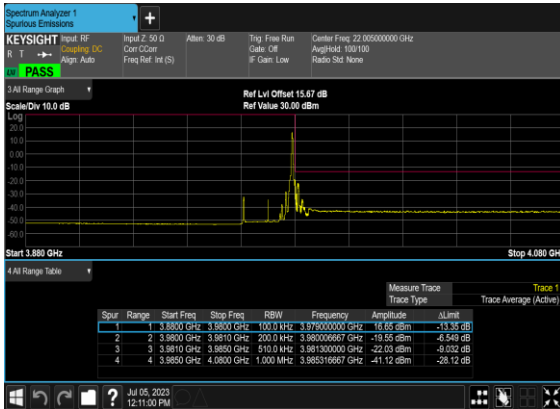 Spectrum Analyzer 1
Spurious Emissions
KEYSIGHT Input: RF Input Z: 50 Ω Atten: 30 dB Trig: Free Run Center Freq: 22.005000000 GHz
R T Coupling: DC Corr CCorr Gate: Off Avg|Hold: 100/100
Align: Auto Freq Ref: Int (S) IF Gain: Low Radio Std: None
LXI PASS
3 All Range Graph
Ref Lvl Offset 15.67 dB
Scale/Div 10.0 dB Ref Value 30.00 dBm
Log
20.0
10.0
0.00
-10.0
-20.0
-30.0
-40.0
-50.0
-60.0
Start 3.880 GHz Stop 4.080 GH
4 All Range Table
Measure Trace Trace 1
Trace Type Trace Average (Active)
Spur Range Start Freq Stop Freq RBW Frequency Amplitude ΔLimit
1 1 3.8800 GHz 3.9800 GHz 100.0 kHz 3.979000000 GHz 16.65 dBm -13.35 dB
2 2 3.9800 GHz 3.9810 GHz 200.0 kHz 3.980006667 GHz -19.55 dBm -6.549 dB
3 3 3.9810 GHz 3.9850 GHz 510.0 kHz 3.981300000 GHz -22.03 dBm -9.032 dB
4 4 3.9850 GHz 4.0800 GHz 1.000 MHz 3.985316667 GHz -41.12 dBm -28.12 dB
? Jul 05, 2023
12:11:00 PM